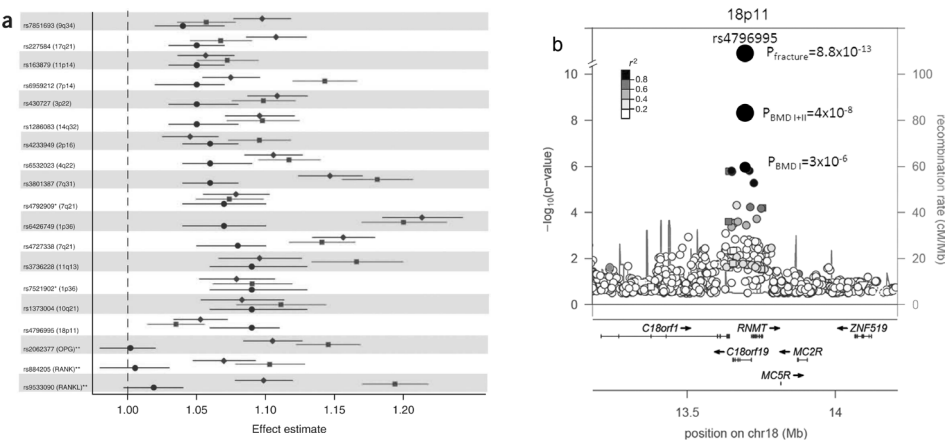 a
rs7851693 (9q34)
rs227584 (17q21)
rs163879 (11p14)
rs6959212 (7p14)
rs430727 (3p22)
rs1286083 (14q32)
rs4233949 (2p16)
rs6532023 (4q22)
rs3801387 (7q31)
rs4792909* (7q21)
rs6426749 (1p36)
rs4727338 (7q21)
rs3736228 (11q13)
rs7521902* (1p36)
rs1373004 (10q21)
rs4796995 (18p11)
rs2062377 (OPG)**
rs884205 (RANK)**
rs9533090 (RANKL)**
1.00 1.05 1.10 1.15 1.20
Effect estimate
b
18p11
rs4796995
Pfracture=8.8x10-13
PBMD I+II=4x10-8
PBMD I=3x10-6
r2
0.8
0.6
0.4
0.2
10
8
6
4
2
0
−log10(p−value)
100
80
60
40
20
0
recombination rate (cM/Mb)
C18orf1 RNMT ZNF519
C18orf19 MC2R
MC5R
13.5 14
position on chr18 (Mb)